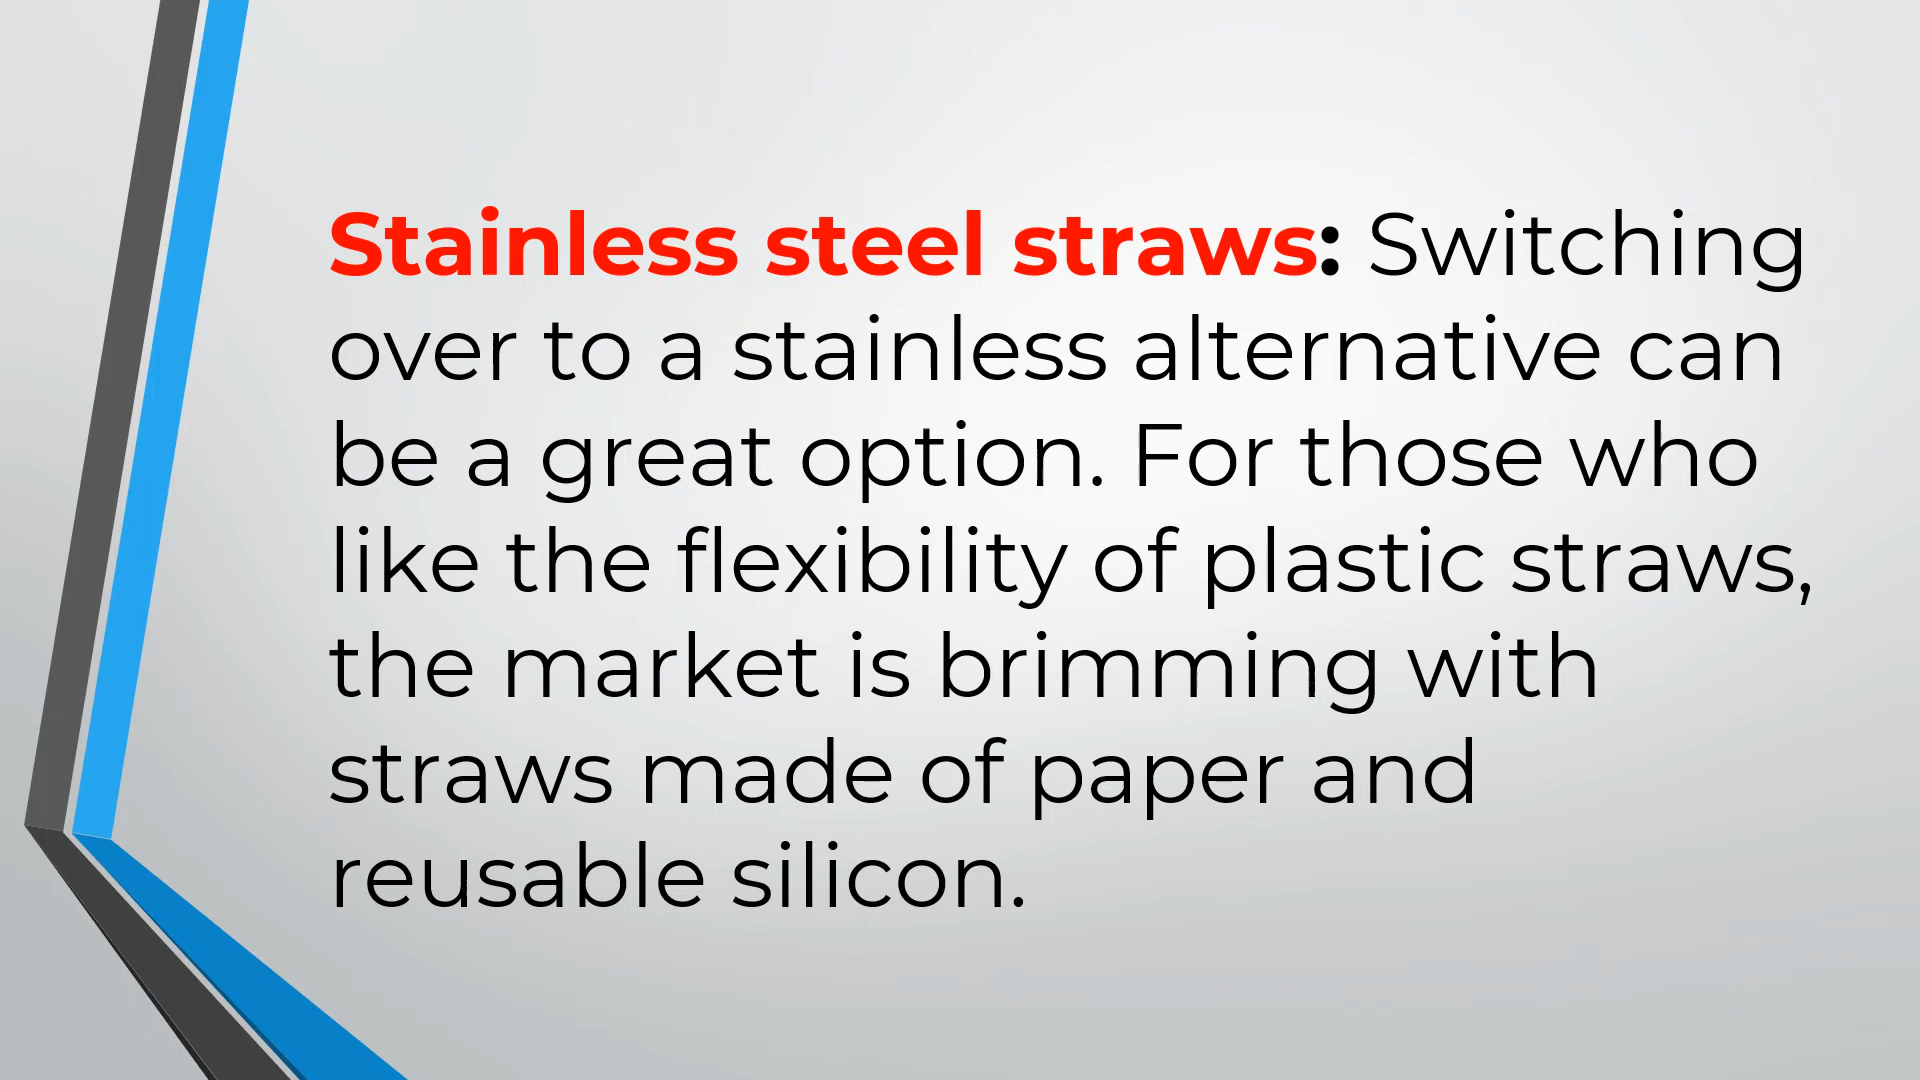 Stainless steel straws: Switching
over to a stainless alternative can
be a great option. For those who
like the flexibility of plastic straws,
the market is brimming with
straws made of paper and
reusable silicon.